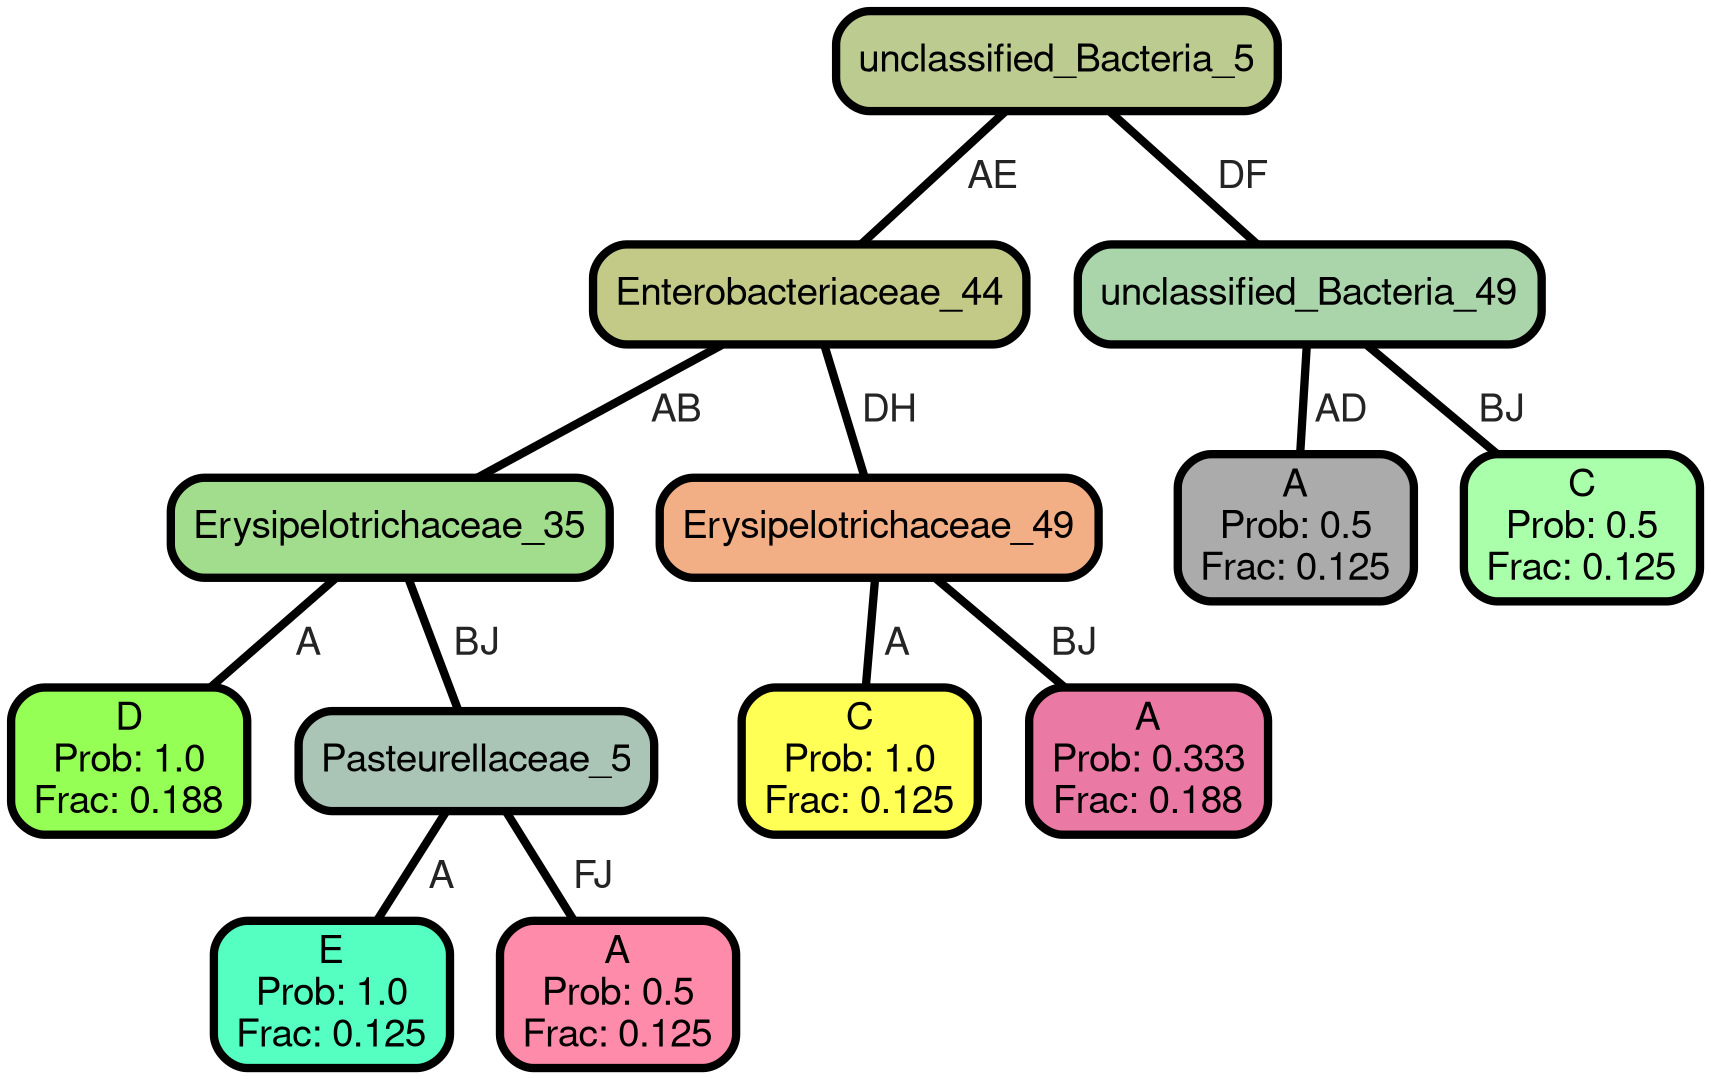 unclassified_Bacteria_5
AE
DF
Enterobacteriaceae_44
unclassified_Bacteria_49
AB
DH
AD
BJ
Erysipelotrichaceae_35
Erysipelotrichaceae_49
A
Prob: 0.5
Frac: 0.125
C
Prob: 0.5
Frac: 0.125
A
BJ
A
BJ
D
Prob: 1.0
Frac: 0.188
Pasteurellaceae_5
C
Prob: 1.0
Frac: 0.125
A
Prob: 0.333
Frac: 0.188
A
FJ
E
Prob: 1.0
Frac: 0.125
A
Prob: 0.5
Frac: 0.125